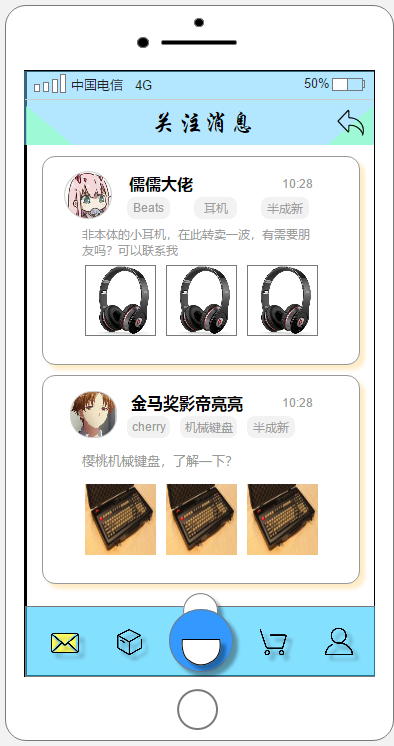 中国电信 4G 50%
关注消息
儒儒大佬 10:28
Beats 耳机 半成新
非本体的小耳机，在此转卖一波，有需要朋
友吗？可以联系我
金马奖影帝亮亮 10:28
cherry 机械键盘 半成新
樱桃机械键盘，了解一下？